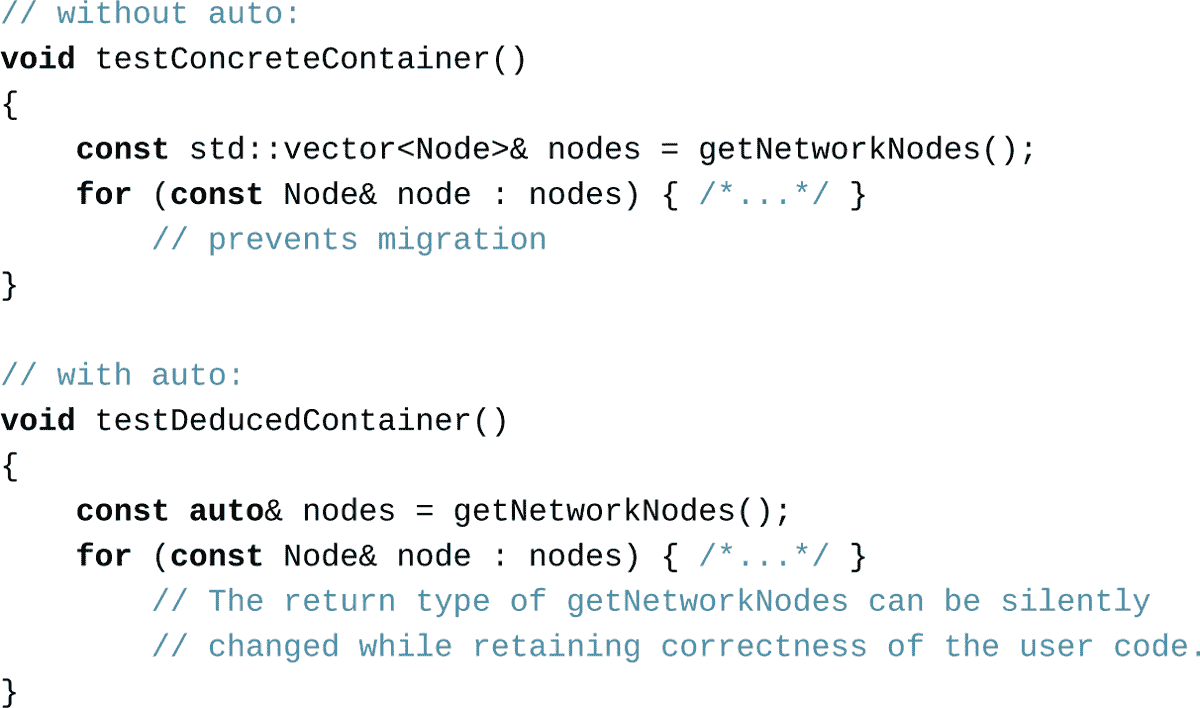 // without auto:
void testConcreteContainer()
{
    const std::vector<Node>& nodes = getNetworkNodes();
    for (const Node& node : nodes) { /*...*/ }
        // prevents migration
}

// with auto:
void testDeducedContainer()
{
    const auto& nodes = getNetworkNodes();
    for (const Node& node : nodes) { /*...*/ }
        // The return type of getNetworkNodes can be silently
        // changed while retaining correctness of the user code.
}